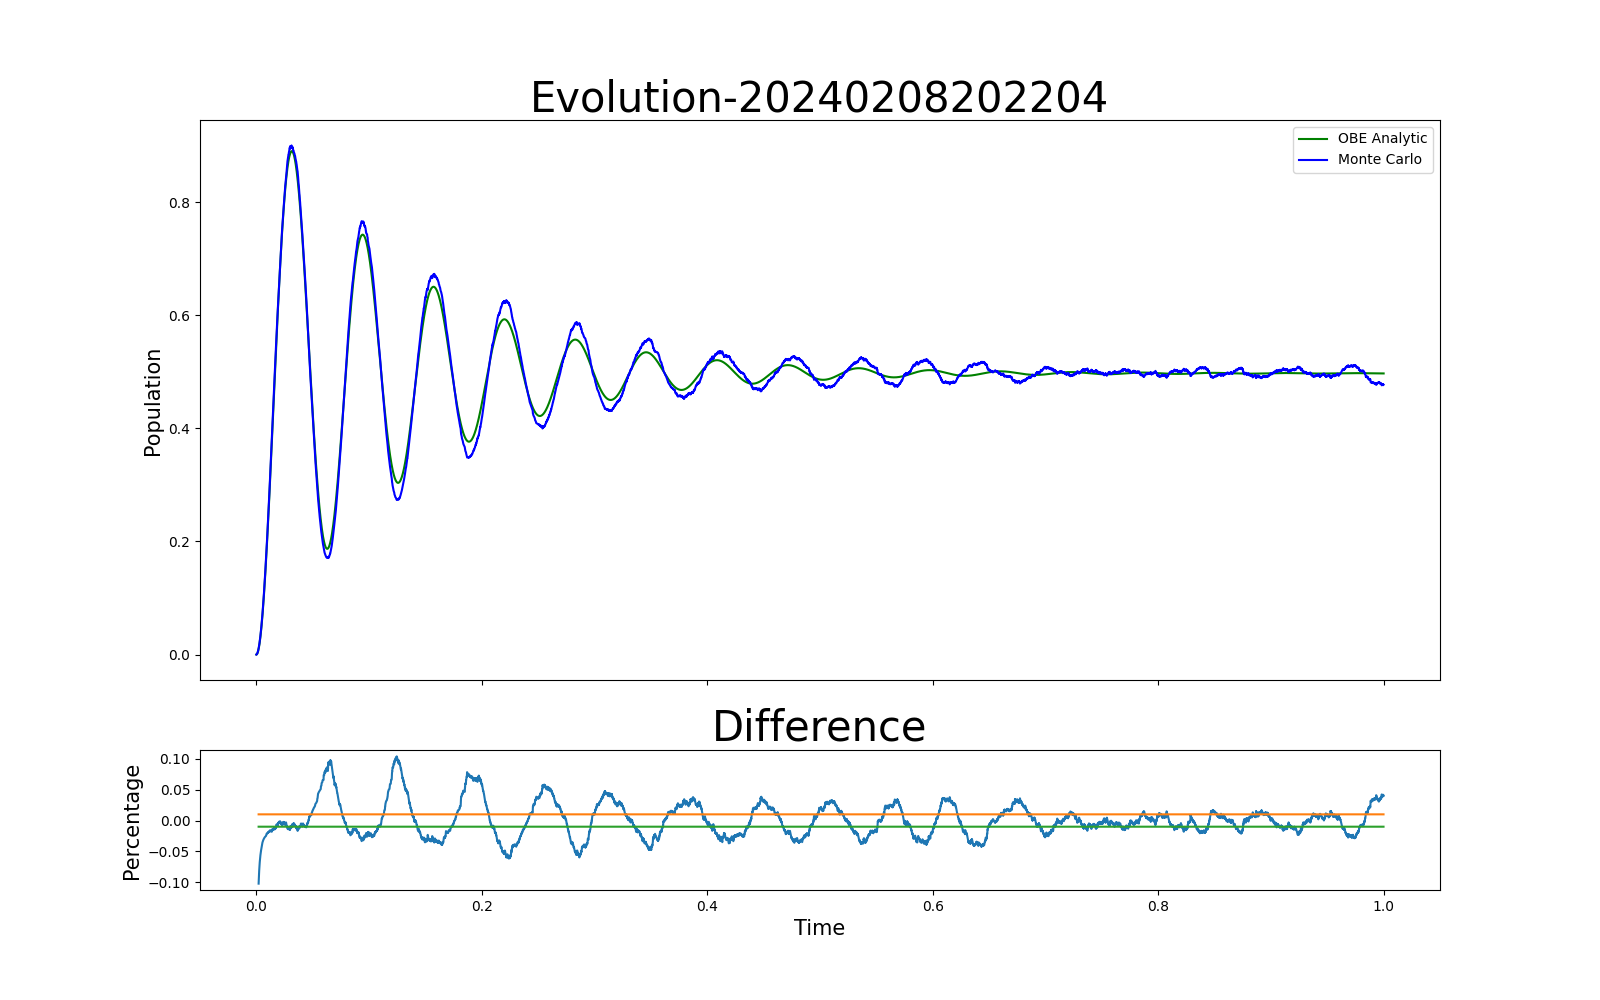 Evolution-20240208202204
OBE Analytic
Monte Carlo
Population
0.8
0.6
0.4
0.2
0.0
Difference
Percentage
0.10
0.05
0.00
−0.05
−0.10
0.0 0.2 0.4 0.6 0.8 1.0
Time